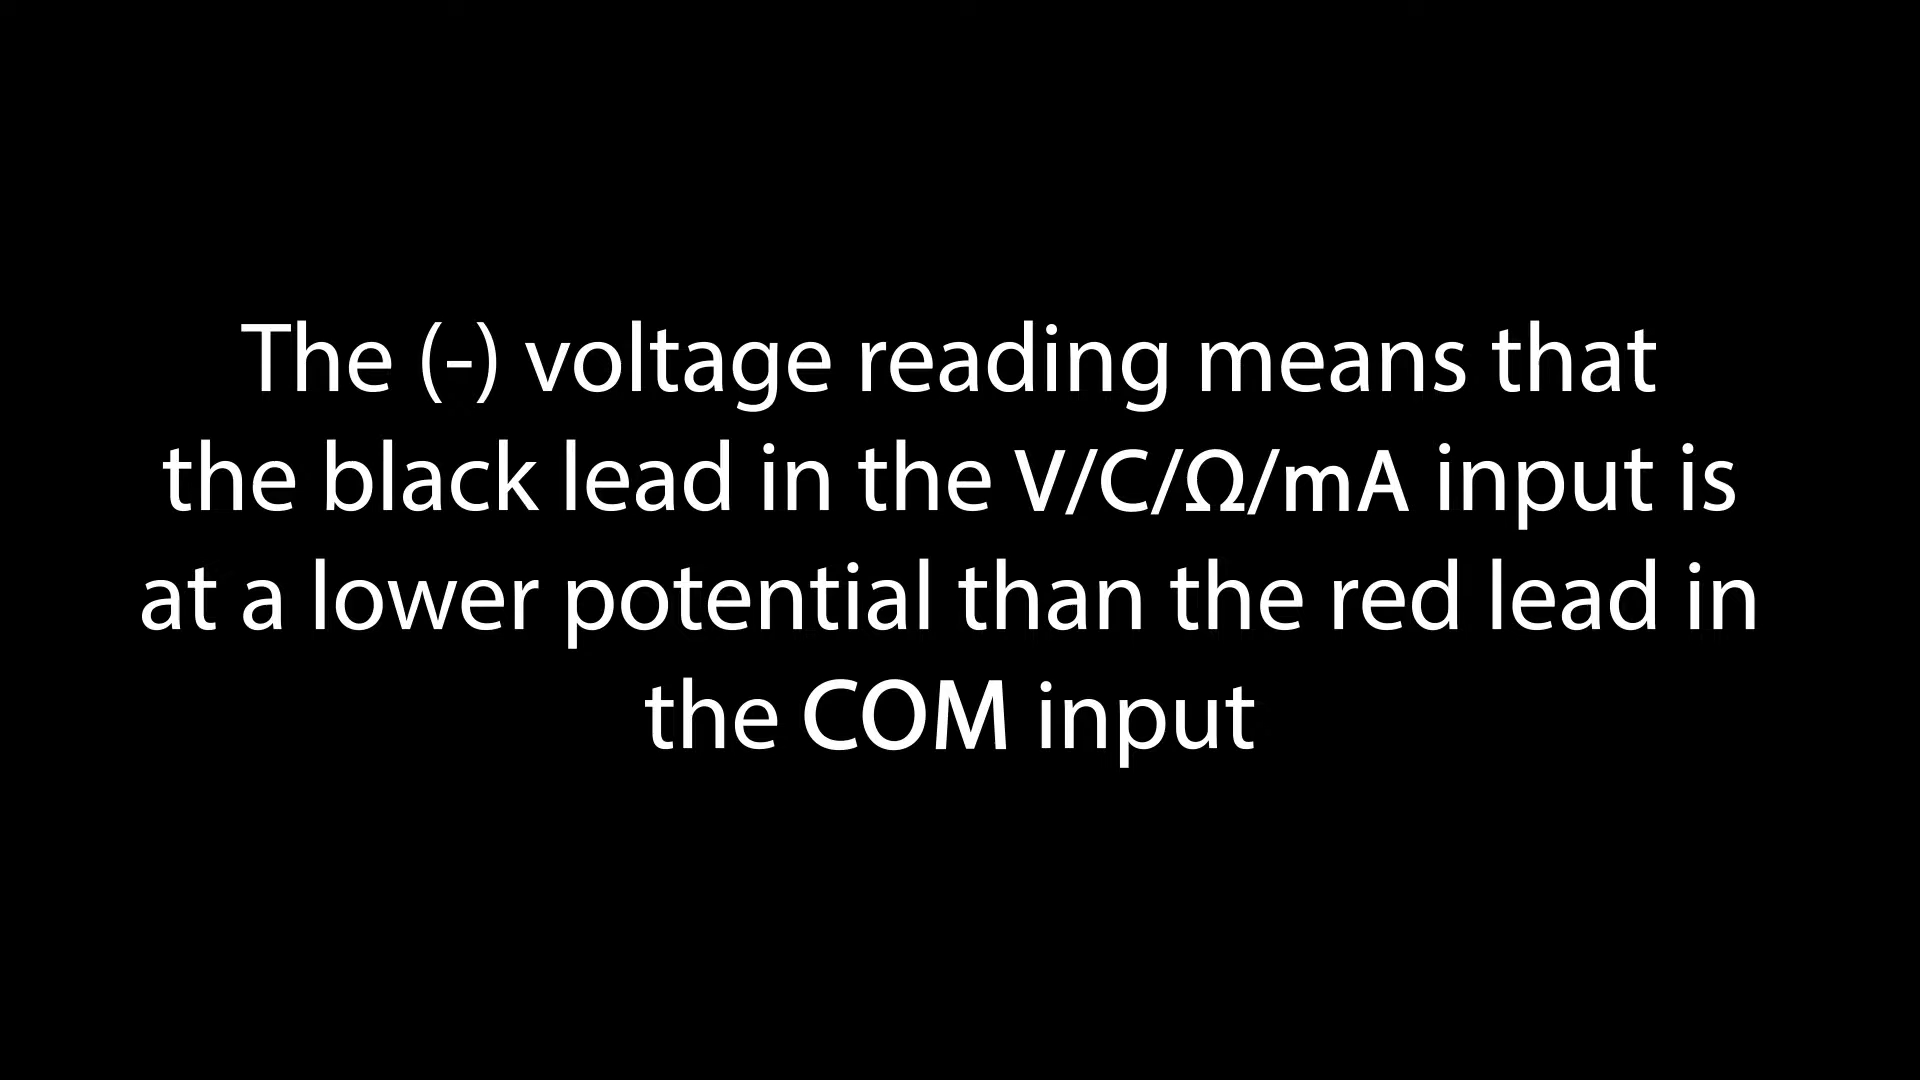 The (-) voltage reading means that
the black lead in the V/C/Ω/mA input is
at a lower potential than the red lead in
the COM input